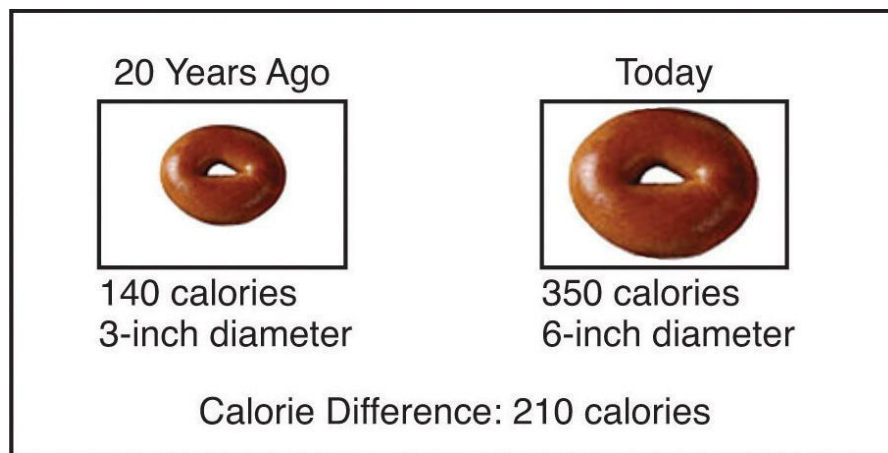 20 Years Ago
Today
140 calories
3-inch diameter
350 calories
6-inch diameter
Calorie Difference: 210 calories